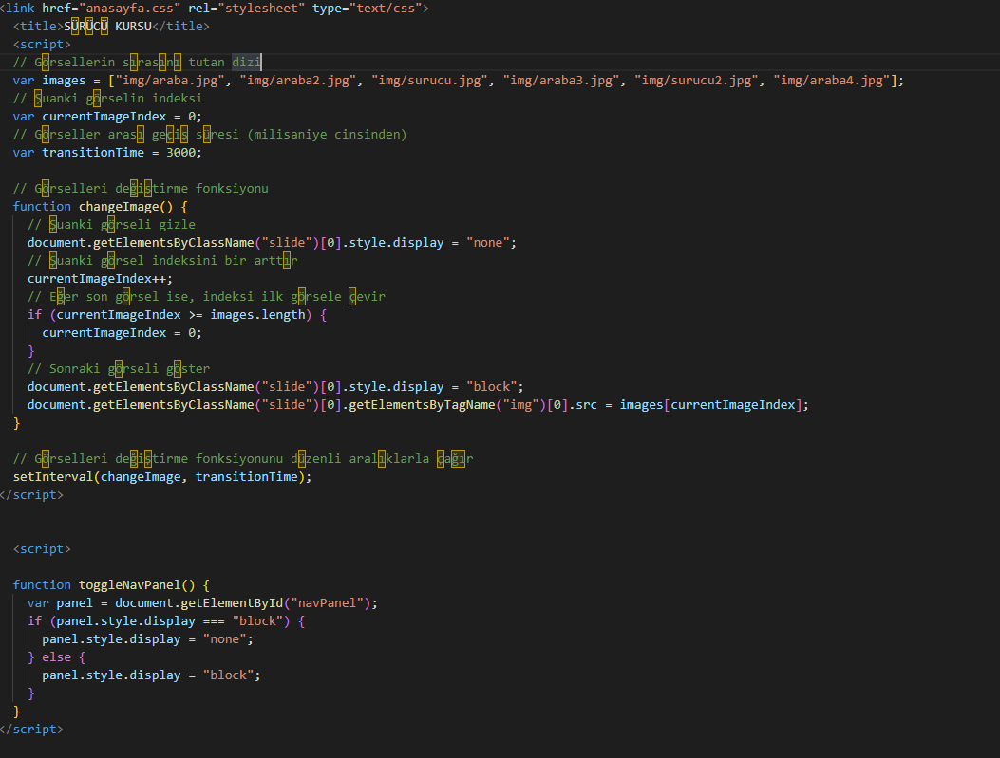 <link href="anasayfa.css" rel="stylesheet" type="text/css">
<title>SÜRÜCÜ KURSU</title>
<script>
// Görsellerin sırasını tutan dizi
var images = ["img/araba.jpg", "img/araba2.jpg", "img/surucu.jpg", "img/araba3.jpg", "img/surucu2.jpg", "img/araba4.jpg"];
// Şuanki görselin indeksi
var currentImageIndex = 0;
// Görseller arası geçiş süresi (milisaniye cinsinden)
var transitionTime = 3000;
// Görselleri değiştirme fonksiyonu
function changeImage() {
// Şuanki görseli gizle
document.getElementsByClassName("slide")[0].style.display = "none";
// Şuanki görsel indeksini bir arttır
currentImageIndex++;
// Eğer son görsel ise, indeksi ilk görsele çevir
if (currentImageIndex >= images.length) {
currentImageIndex = 0;
}
// Sonraki görseli göster
document.getElementsByClassName("slide")[0].style.display = "block";
document.getElementsByClassName("slide")[0].getElementsByTagName("img")[0].src = images[currentImageIndex];
}
// Görselleri değiştirme fonksiyonunu düzenli aralıklarla çağır
setInterval(changeImage, transitionTime);
</script>
<script>
function toggleNavPanel() {
var panel = document.getElementById("navPanel");
if (panel.style.display === "block") {
panel.style.display = "none";
} else {
panel.style.display = "block";
}
}
</script>